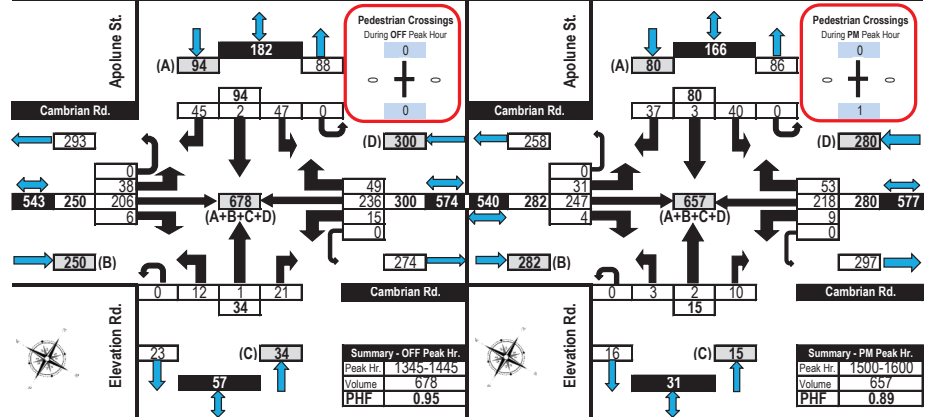 Apolune St.
182
(A) 94
88
Pedestrian Crossings
During OFF Peak Hour
0
0 0
0
94
45 2 47 0
Cambrian Rd.
293
(D) 300
0
38
206
6
543 250
678
(A+B+C+D)
49
236
15
0
300 574
250 (B)
274
0 12 1 21
34
Cambrian Rd.
Elevation Rd.
23
(C) 34
57
Summary - OFF Peak Hr.
Peak Hr. 1345-1445
Volume 678
PHF 0.95
Apolune St.
166
(A) 80
86
Pedestrian Crossings
During PM Peak Hour
0
0 0
1
80
37 3 40 0
Cambrian Rd.
258
(D) 280
0
31
247
4
540 282
657
(A+B+C+D)
53
218
9
0
280 577
282 (B)
297
0 3 2 10
15
Cambrian Rd.
Elevation Rd.
16
(C) 15
31
Summary - PM Peak Hr.
Peak Hr. 1500-1600
Volume 657
PHF 0.89